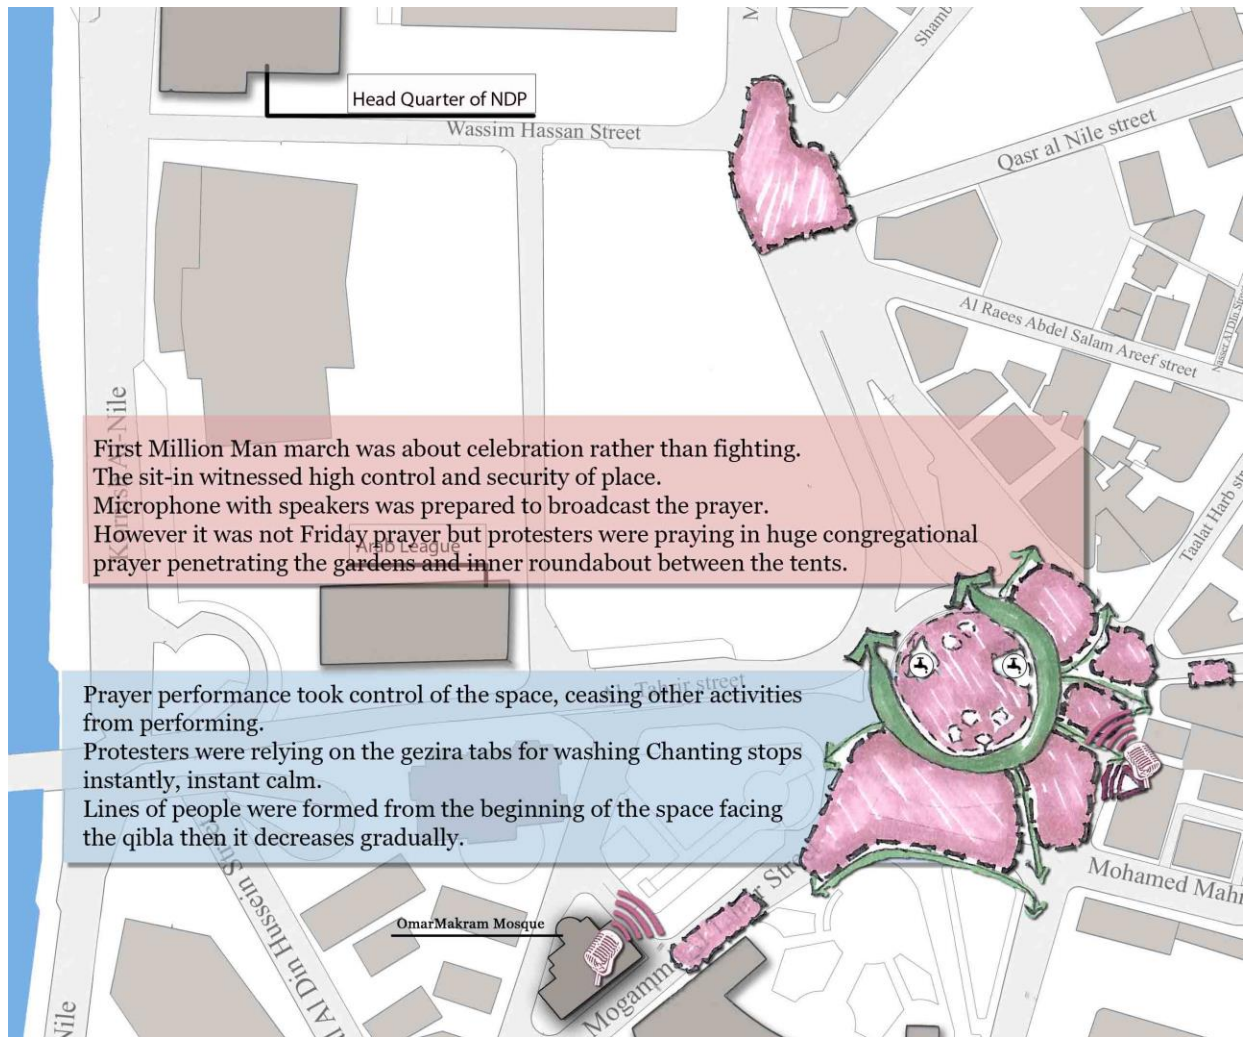 Head Quarter of NDP
Wassim Hassan Street
Qasr al Nile street
Al Raees Abdel Salam Areef street
First Million Man march was about celebration rather than fighting.
The sit-in witnessed high control and security of place.
Microphone with speakers was prepared to broadcast the prayer.
However it was not Friday prayer but protesters were praying in huge congregational
prayer penetrating the gardens and inner roundabout between the tents.
Arab League
Taalat Harb
street
Prayer performance took control of the space, ceasing other activities
from performing.
Protesters were relying on the gezira tabs for washing Chanting stops
instantly, instant calm.
Lines of people were formed from the beginning of the space facing
the qibla then it decreases gradually.
Mohamed
OmarMakram Mosque
Al Din Hussein
Nile